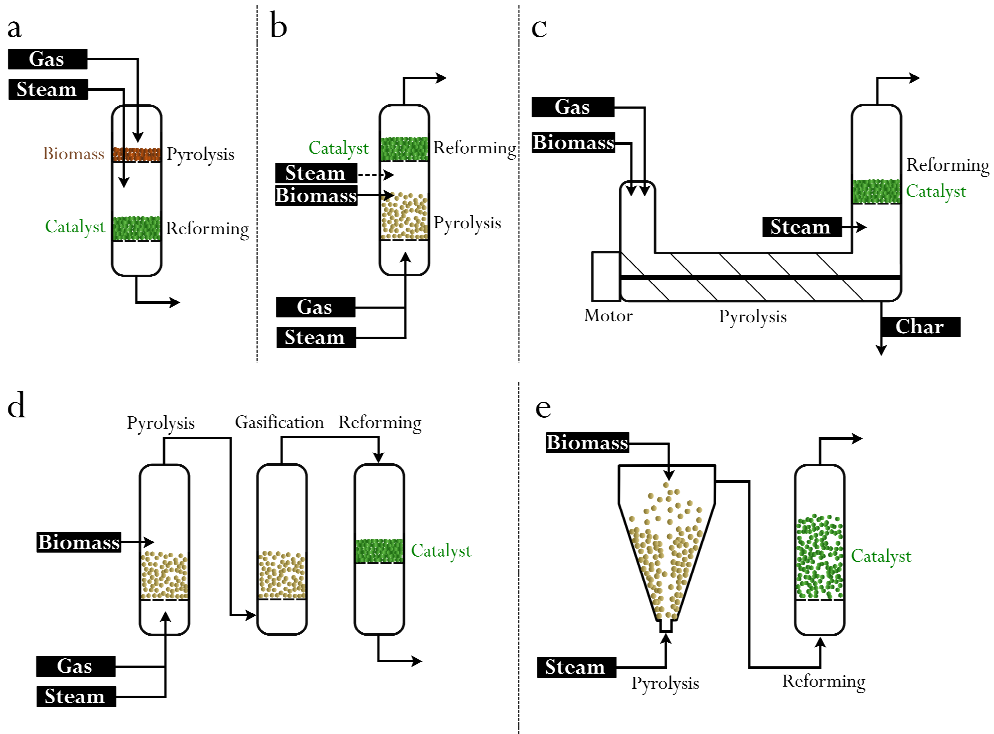 a
Gas
Steam
Biomass
Pyrolysis
Catalyst
Reforming
b
Catalyst
Reforming
Steam
Biomass
Pyrolysis
Gas
Steam
c
Gas
Biomass
Reforming
Catalyst
Steam
Motor
Pyrolysis
Char
d
Pyrolysis
Gasification
Reforming
Biomass
Catalyst
Gas
Steam
e
Biomass
Catalyst
Steam
Pyrolysis
Reforming